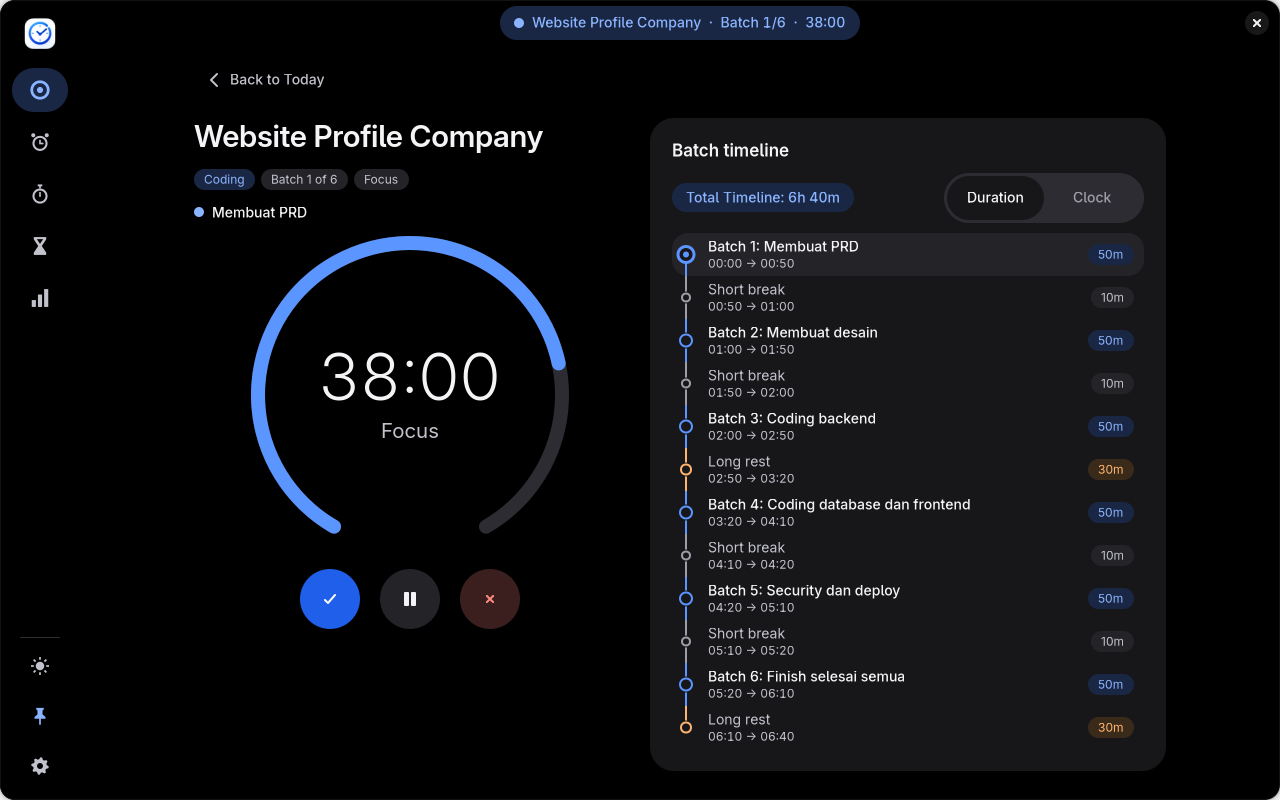 Website Profile Company · Batch 1/6 · 38:00
Back to Today
Website Profile Company
Coding
Batch 1 of 6
Focus
Membuat PRD
38:00
Focus
Batch timeline
Total Timeline: 6h 40m
Duration
Clock
Batch 1: Membuat PRD
00:00 → 00:50
50m
Short break
00:50 → 01:00
10m
Batch 2: Membuat desain
01:00 → 01:50
50m
Short break
01:50 → 02:00
10m
Batch 3: Coding backend
02:00 → 02:50
50m
Long rest
02:50 → 03:20
30m
Batch 4: Coding database dan frontend
03:20 → 04:10
50m
Short break
04:10 → 04:20
10m
Batch 5: Security dan deploy
04:20 → 05:10
50m
Short break
05:10 → 05:20
10m
Batch 6: Finish selesai semua
05:20 → 06:10
50m
Long rest
06:10 → 06:40
30m